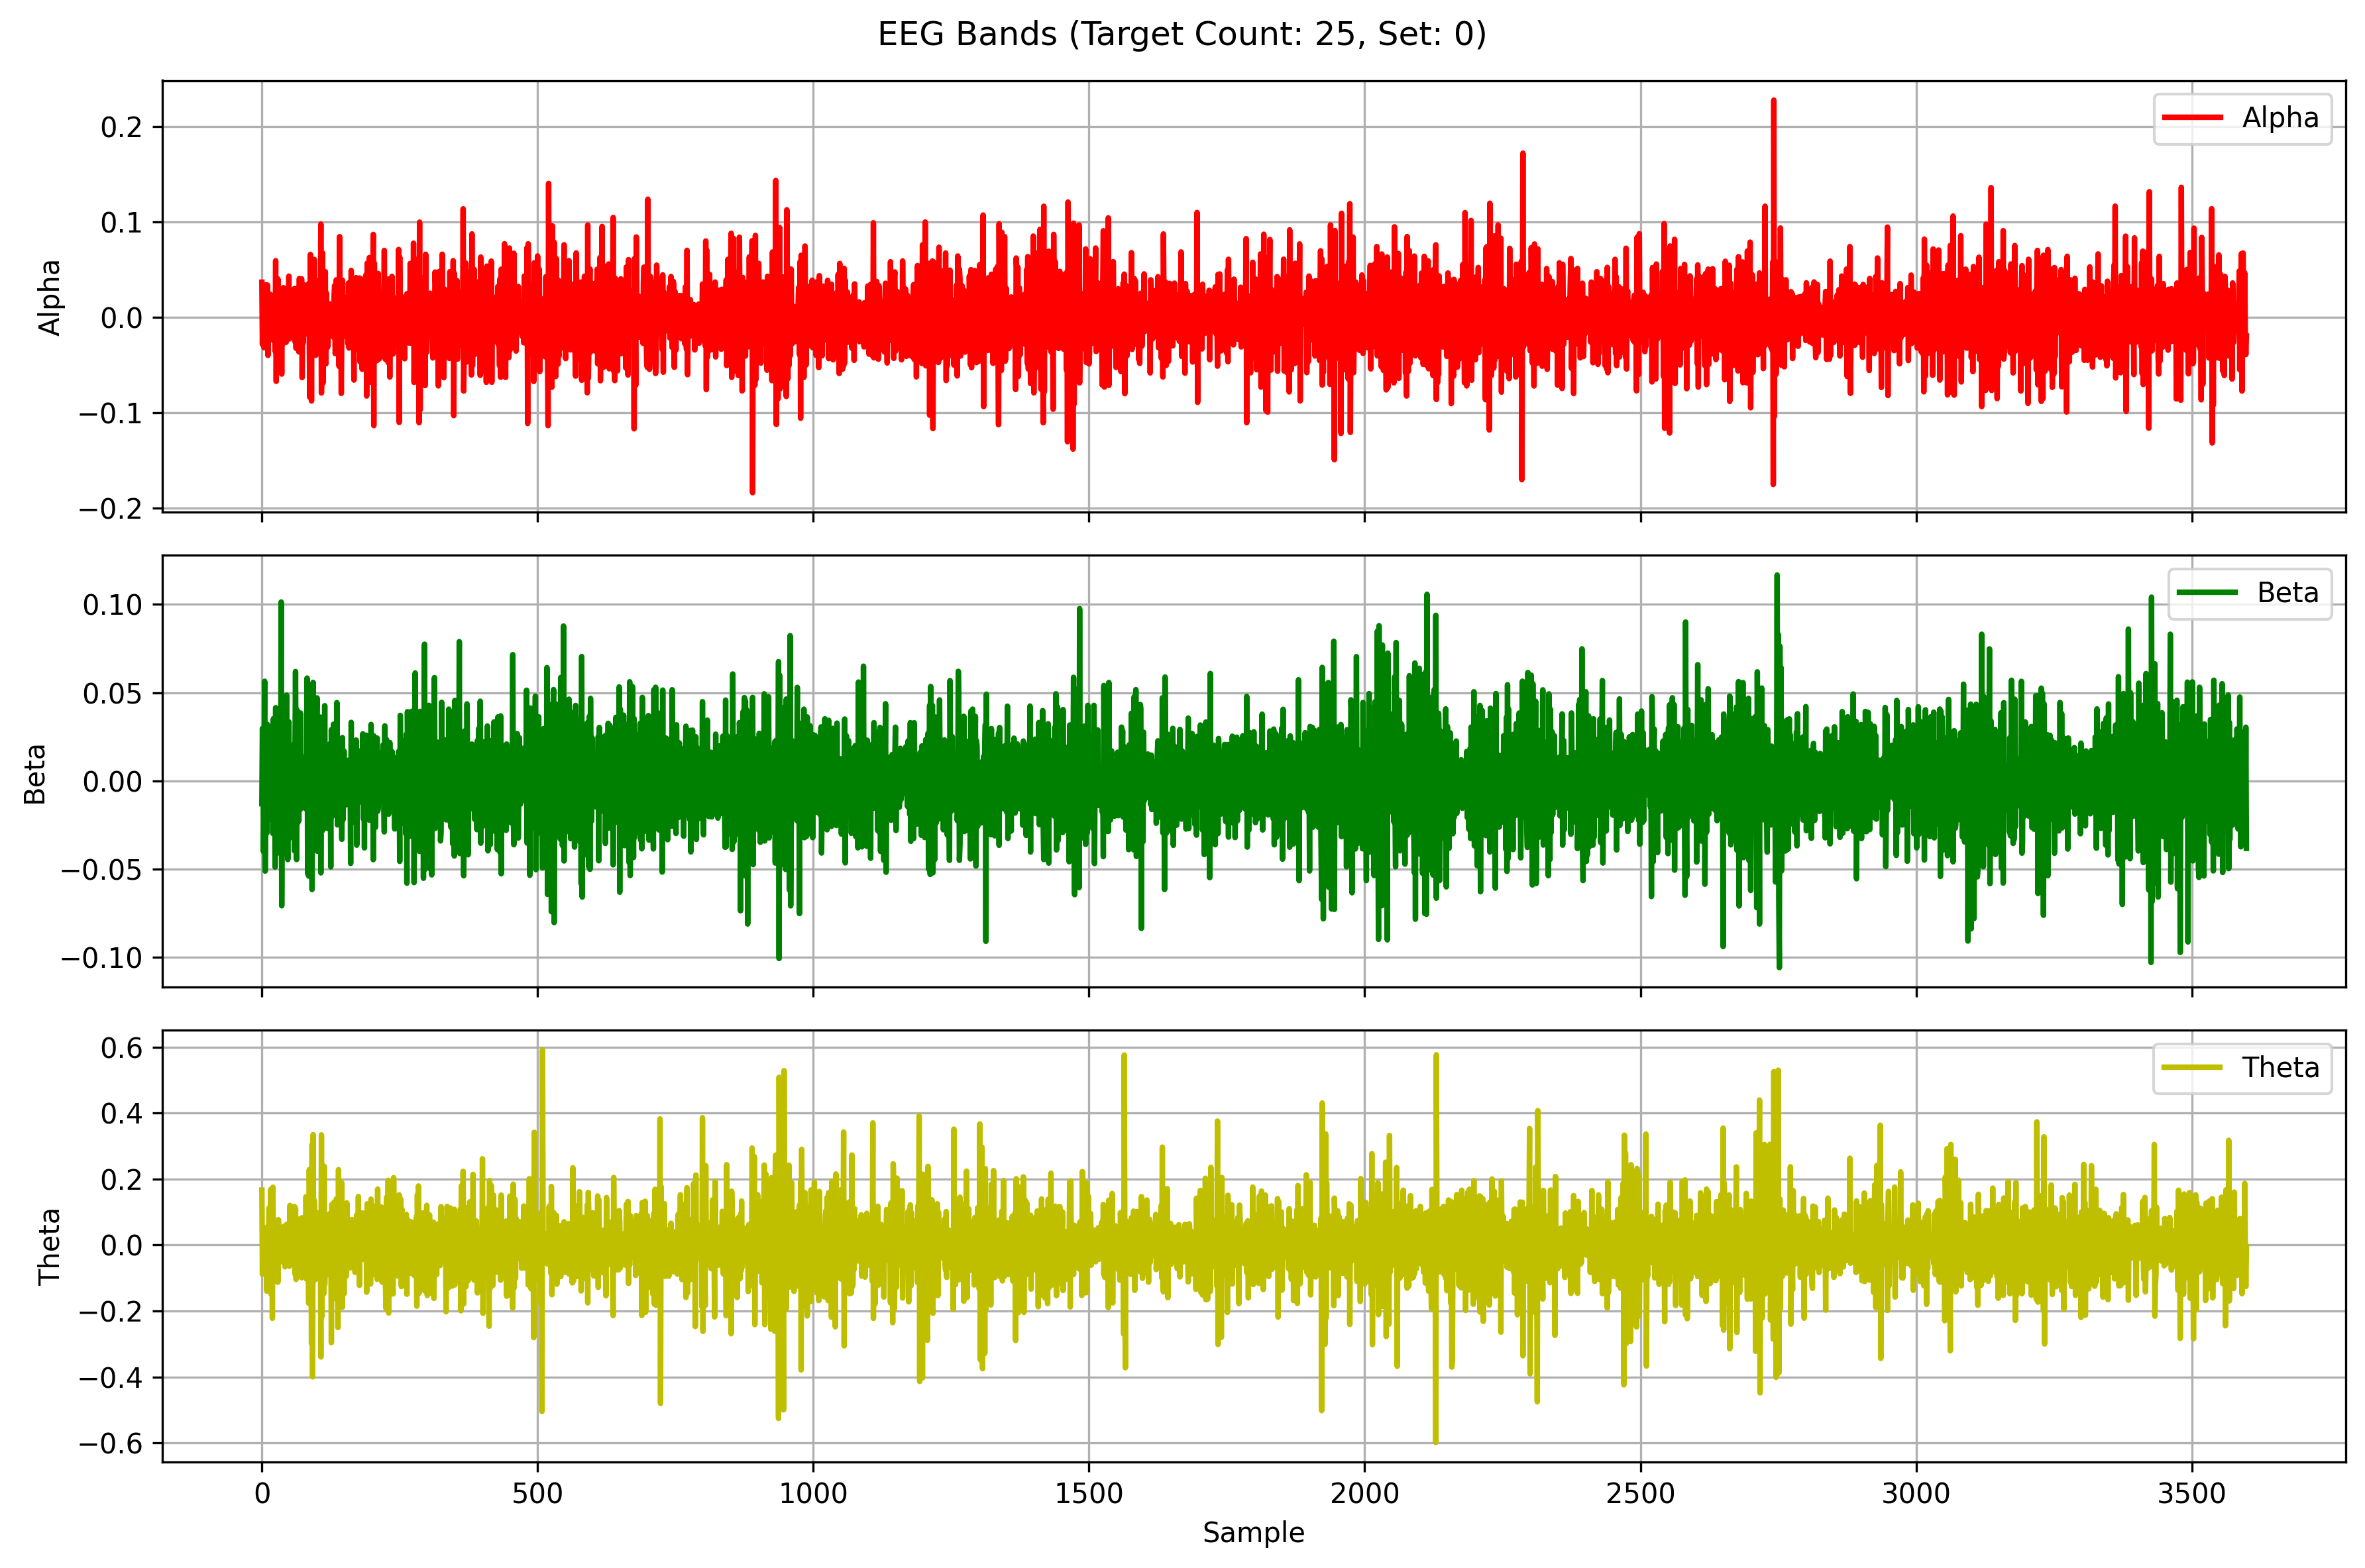 EEG Bands (Target Count: 25, Set: 0)
Alpha
0.2
0.1
0.0
−0.1
−0.2
Alpha
Beta
0.10
0.05
0.00
−0.05
−0.10
Beta
Theta
0.6
0.4
0.2
0.0
−0.2
−0.4
−0.6
Theta
0 500 1000 1500 2000 2500 3000 3500
Sample